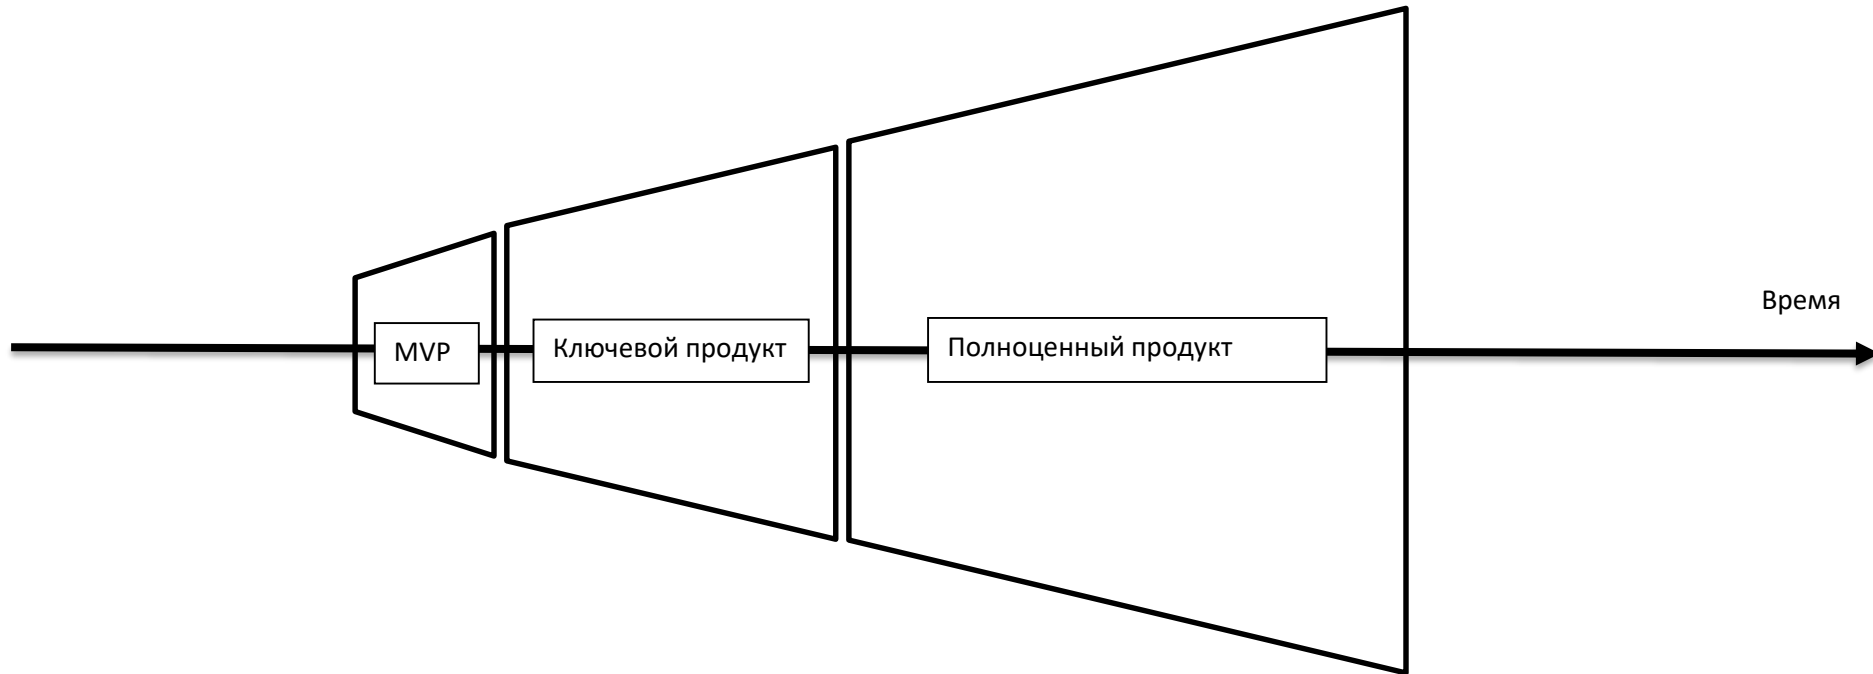 Время
MVP
Ключевой продукт
Полноценный продукт